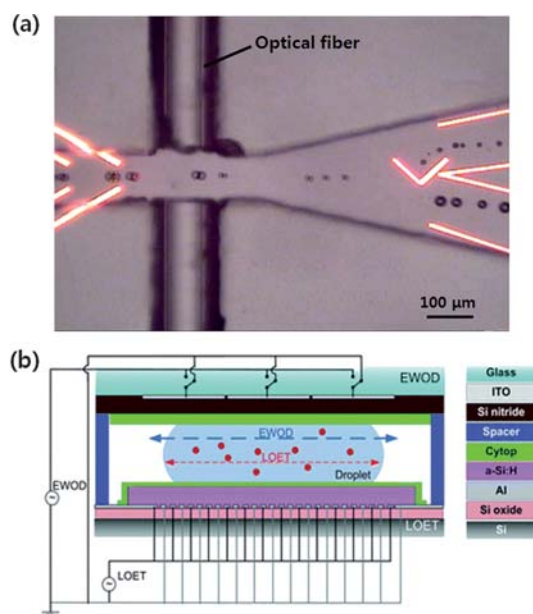 (a)
Optical fiber
100 μm
(b)
EWOD
EWOD
LOET
Droplet
EWOD
LOET
LOET
Glass
ITO
Si nitride
Spacer
Cytop
a-Si:H
Al
Si oxide
Si